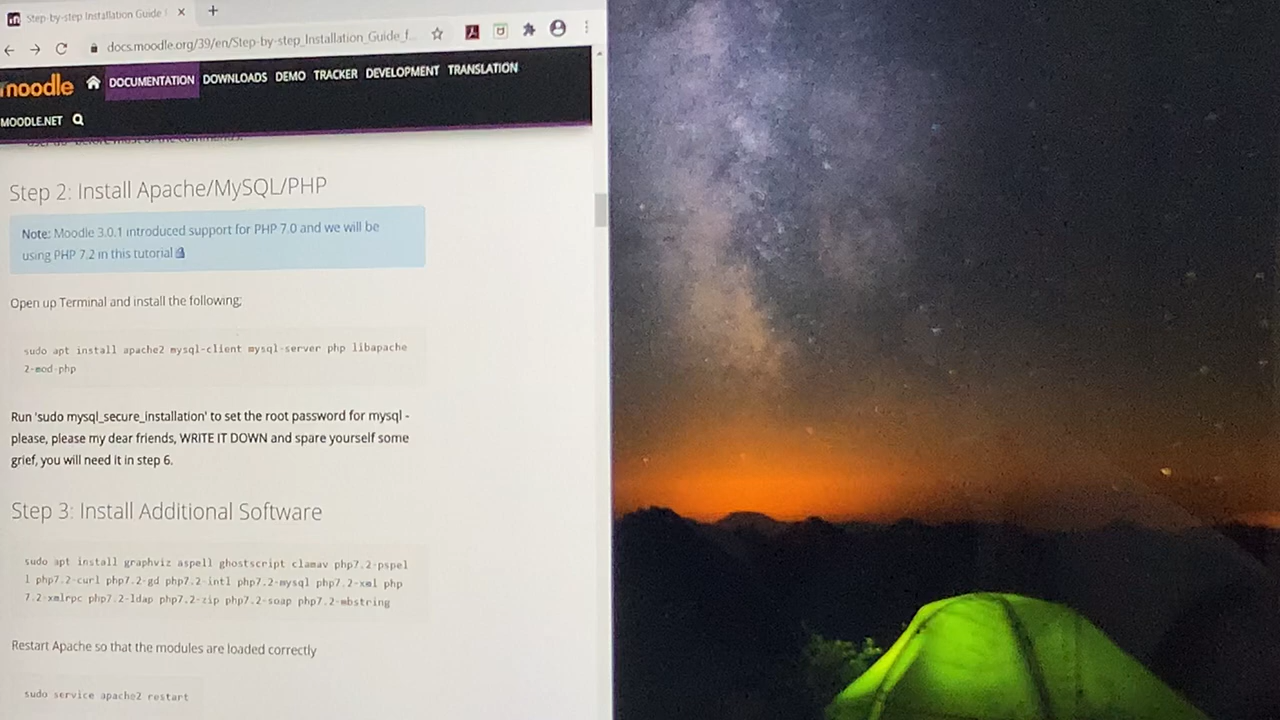 Step-by-step Installation Guide
docs.moodle.org/39/en/Step-by-step_Installation_Guide_f...
moodle DOCUMENTATION DOWNLOADS DEMO TRACKER DEVELOPMENT TRANSLATION
MOODLE.NET
Step 2: Install Apache/MySQL/PHP
Note: Moodle 3.0.1 introduced support for PHP 7.0 and we will be
using PHP 7.2 in this tutorial
Open up Terminal and install the following;
sudo apt install apache2 mysql-client mysql-server php libapache
2-mod-php
Run 'sudo mysql_secure_installation' to set the root password for mysql -
please, please my dear friends, WRITE IT DOWN and spare yourself some
grief, you will need it in step 6.
Step 3: Install Additional Software
sudo apt install graphviz aspell ghostscript clamav php7.2-pspel
l php7.2-curl php7.2-gd php7.2-intl php7.2-mysql php7.2-xml php
7.2-xmlrpc php7.2-ldap php7.2-zip php7.2-soap php7.2-mbstring
Restart Apache so that the modules are loaded correctly
sudo service apache2 restart